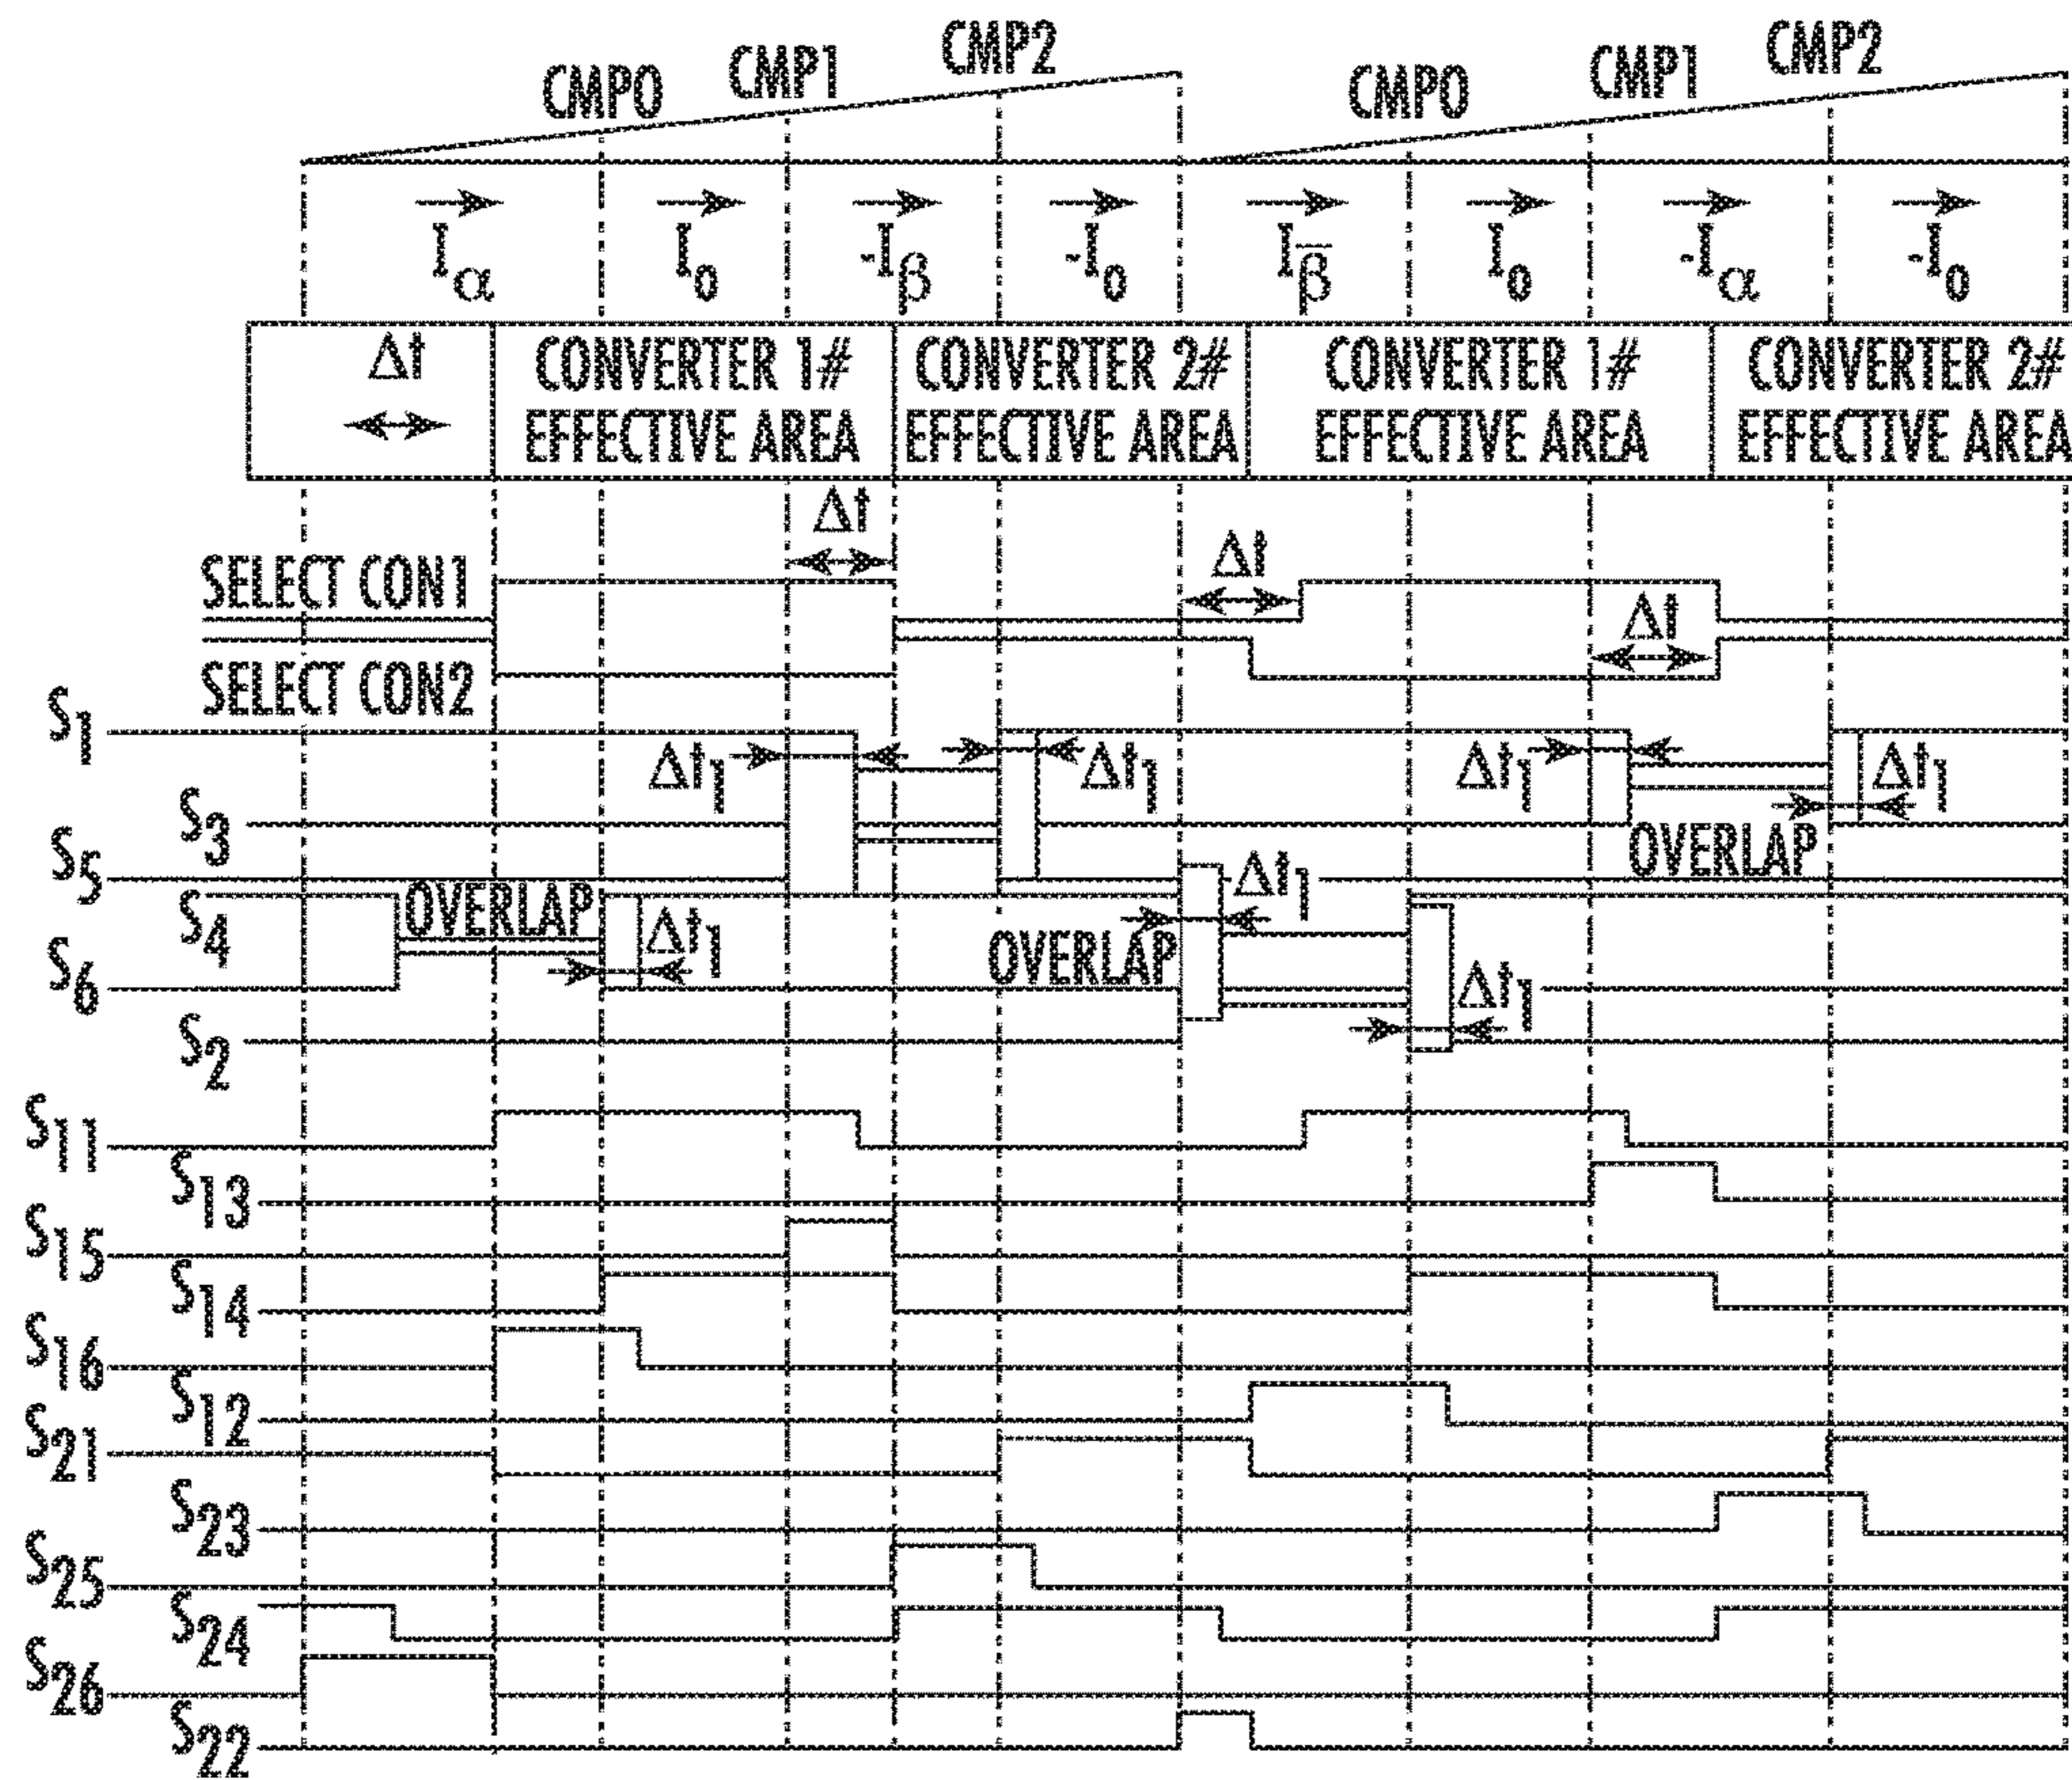 CMP0 CMP1 CMP2 CMP0 CMP1 CMP2
Iα I0 -Iβ -I0 Iβ̅ I0 -Iα -I0
Δt
CONVERTER 1#
EFFECTIVE AREA
CONVERTER 2#
EFFECTIVE AREA
CONVERTER 1#
EFFECTIVE AREA
CONVERTER 2#
EFFECTIVE AREA
Δt
Δt
Δt
SELECT CON1
SELECT CON2
S1
Δt1
Δt1
Δt1
Δt1
S3
OVERLAP
S5
Δt1
S4
OVERLAP
Δt1
OVERLAP
S6
Δt1
S2
S11
S13
S15
S14
S16
S12
S21
S23
S25
S24
S26
S22